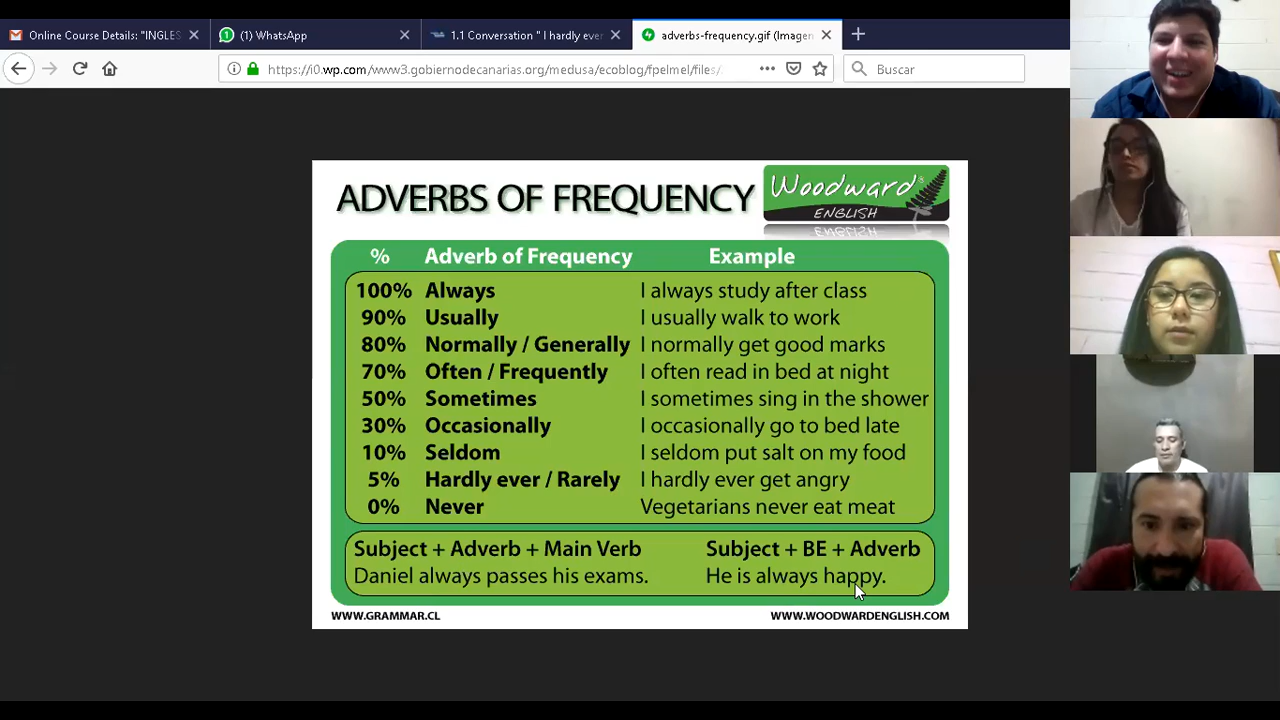 Online Course Details: "INGLES
(1) WhatsApp
1.1 Conversation " I hardly ever
adverbs-frequency.gif (Imagen
https://i0.wp.com/www3.gobiernodecanarias.org/medusa/ecoblog/fpelmel/files/
Buscar
ADVERBS OF FREQUENCY
Woodward®
ENGLISH
% Adverb of Frequency Example
100% Always I always study after class
90% Usually I usually walk to work
80% Normally / Generally I normally get good marks
70% Often / Frequently I often read in bed at night
50% Sometimes I sometimes sing in the shower
30% Occasionally I occasionally go to bed late
10% Seldom I seldom put salt on my food
5% Hardly ever / Rarely I hardly ever get angry
0% Never Vegetarians never eat meat
Subject + Adverb + Main Verb Subject + BE + Adverb
Daniel always passes his exams. He is always happy.
WWW.GRAMMAR.CL WWW.WOODWARDENGLISH.COM